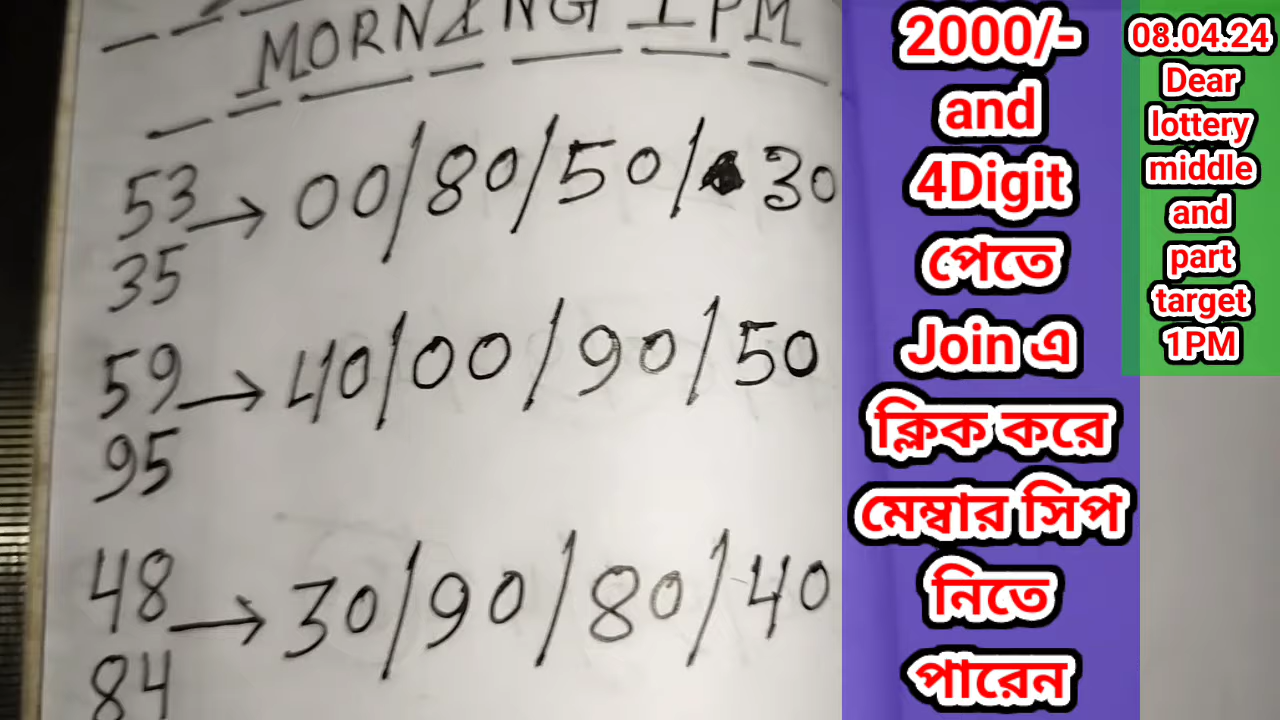 MORNING 1PM
53 → 00/80/50/30
35
59 → 40/00/90/50
95
48 → 30/90/80/40
84
2000/-
and
4Digit
পেতে
Join এ
ক্লিক করে
মেম্বার সিপ
নিতে
পারেন
08.04.24
Dear
lottery
middle
and
part
target
1PM